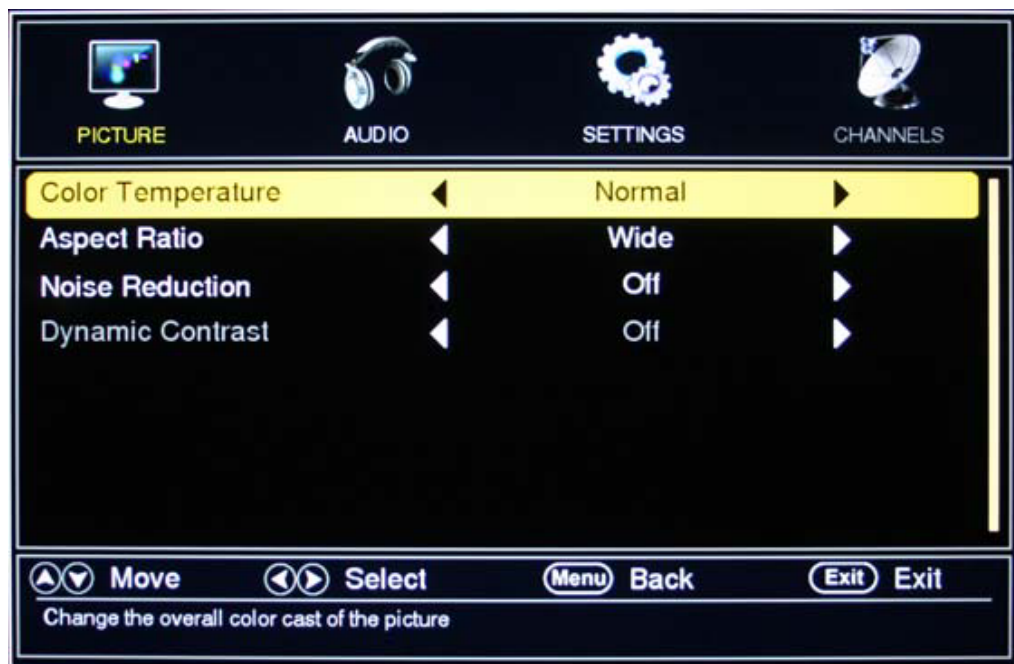 PICTURE AUDIO SETTINGS CHANNELS
Color Temperature Normal
Aspect Ratio Wide
Noise Reduction Off
Dynamic Contrast Off
Move Select Menu Back Exit Exit
Change the overall color cast of the picture